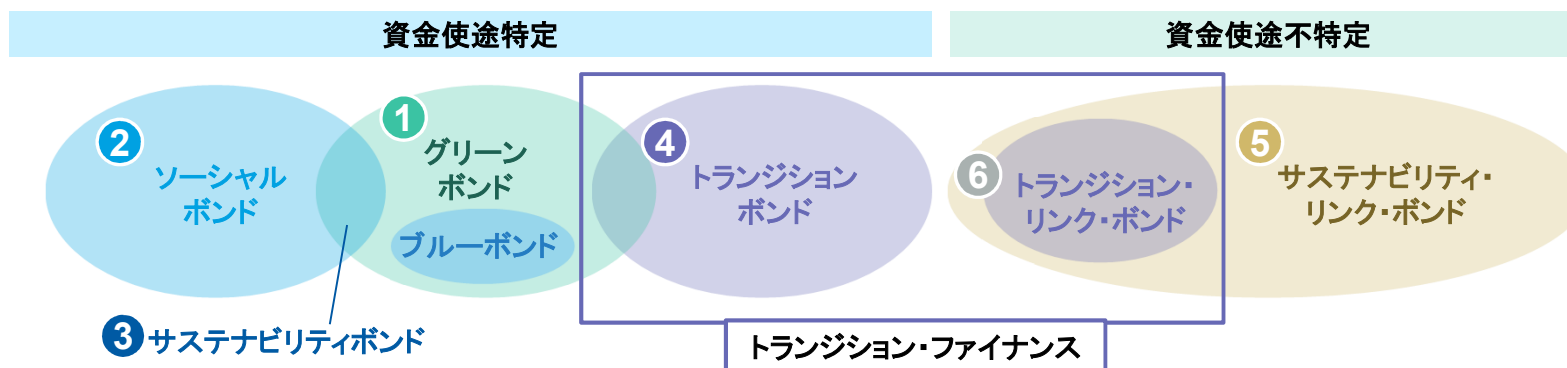 資金使途特定
資金使途不特定
2
ソーシャル
ボンド
1
グリーン
ボンド
ブルーボンド
4
トランジション
ボンド
6
トランジション・
リンク・ボンド
5
サステナビリティ・
リンク・ボンド
3 サステナビリティボンド
トランジション・ファイナンス